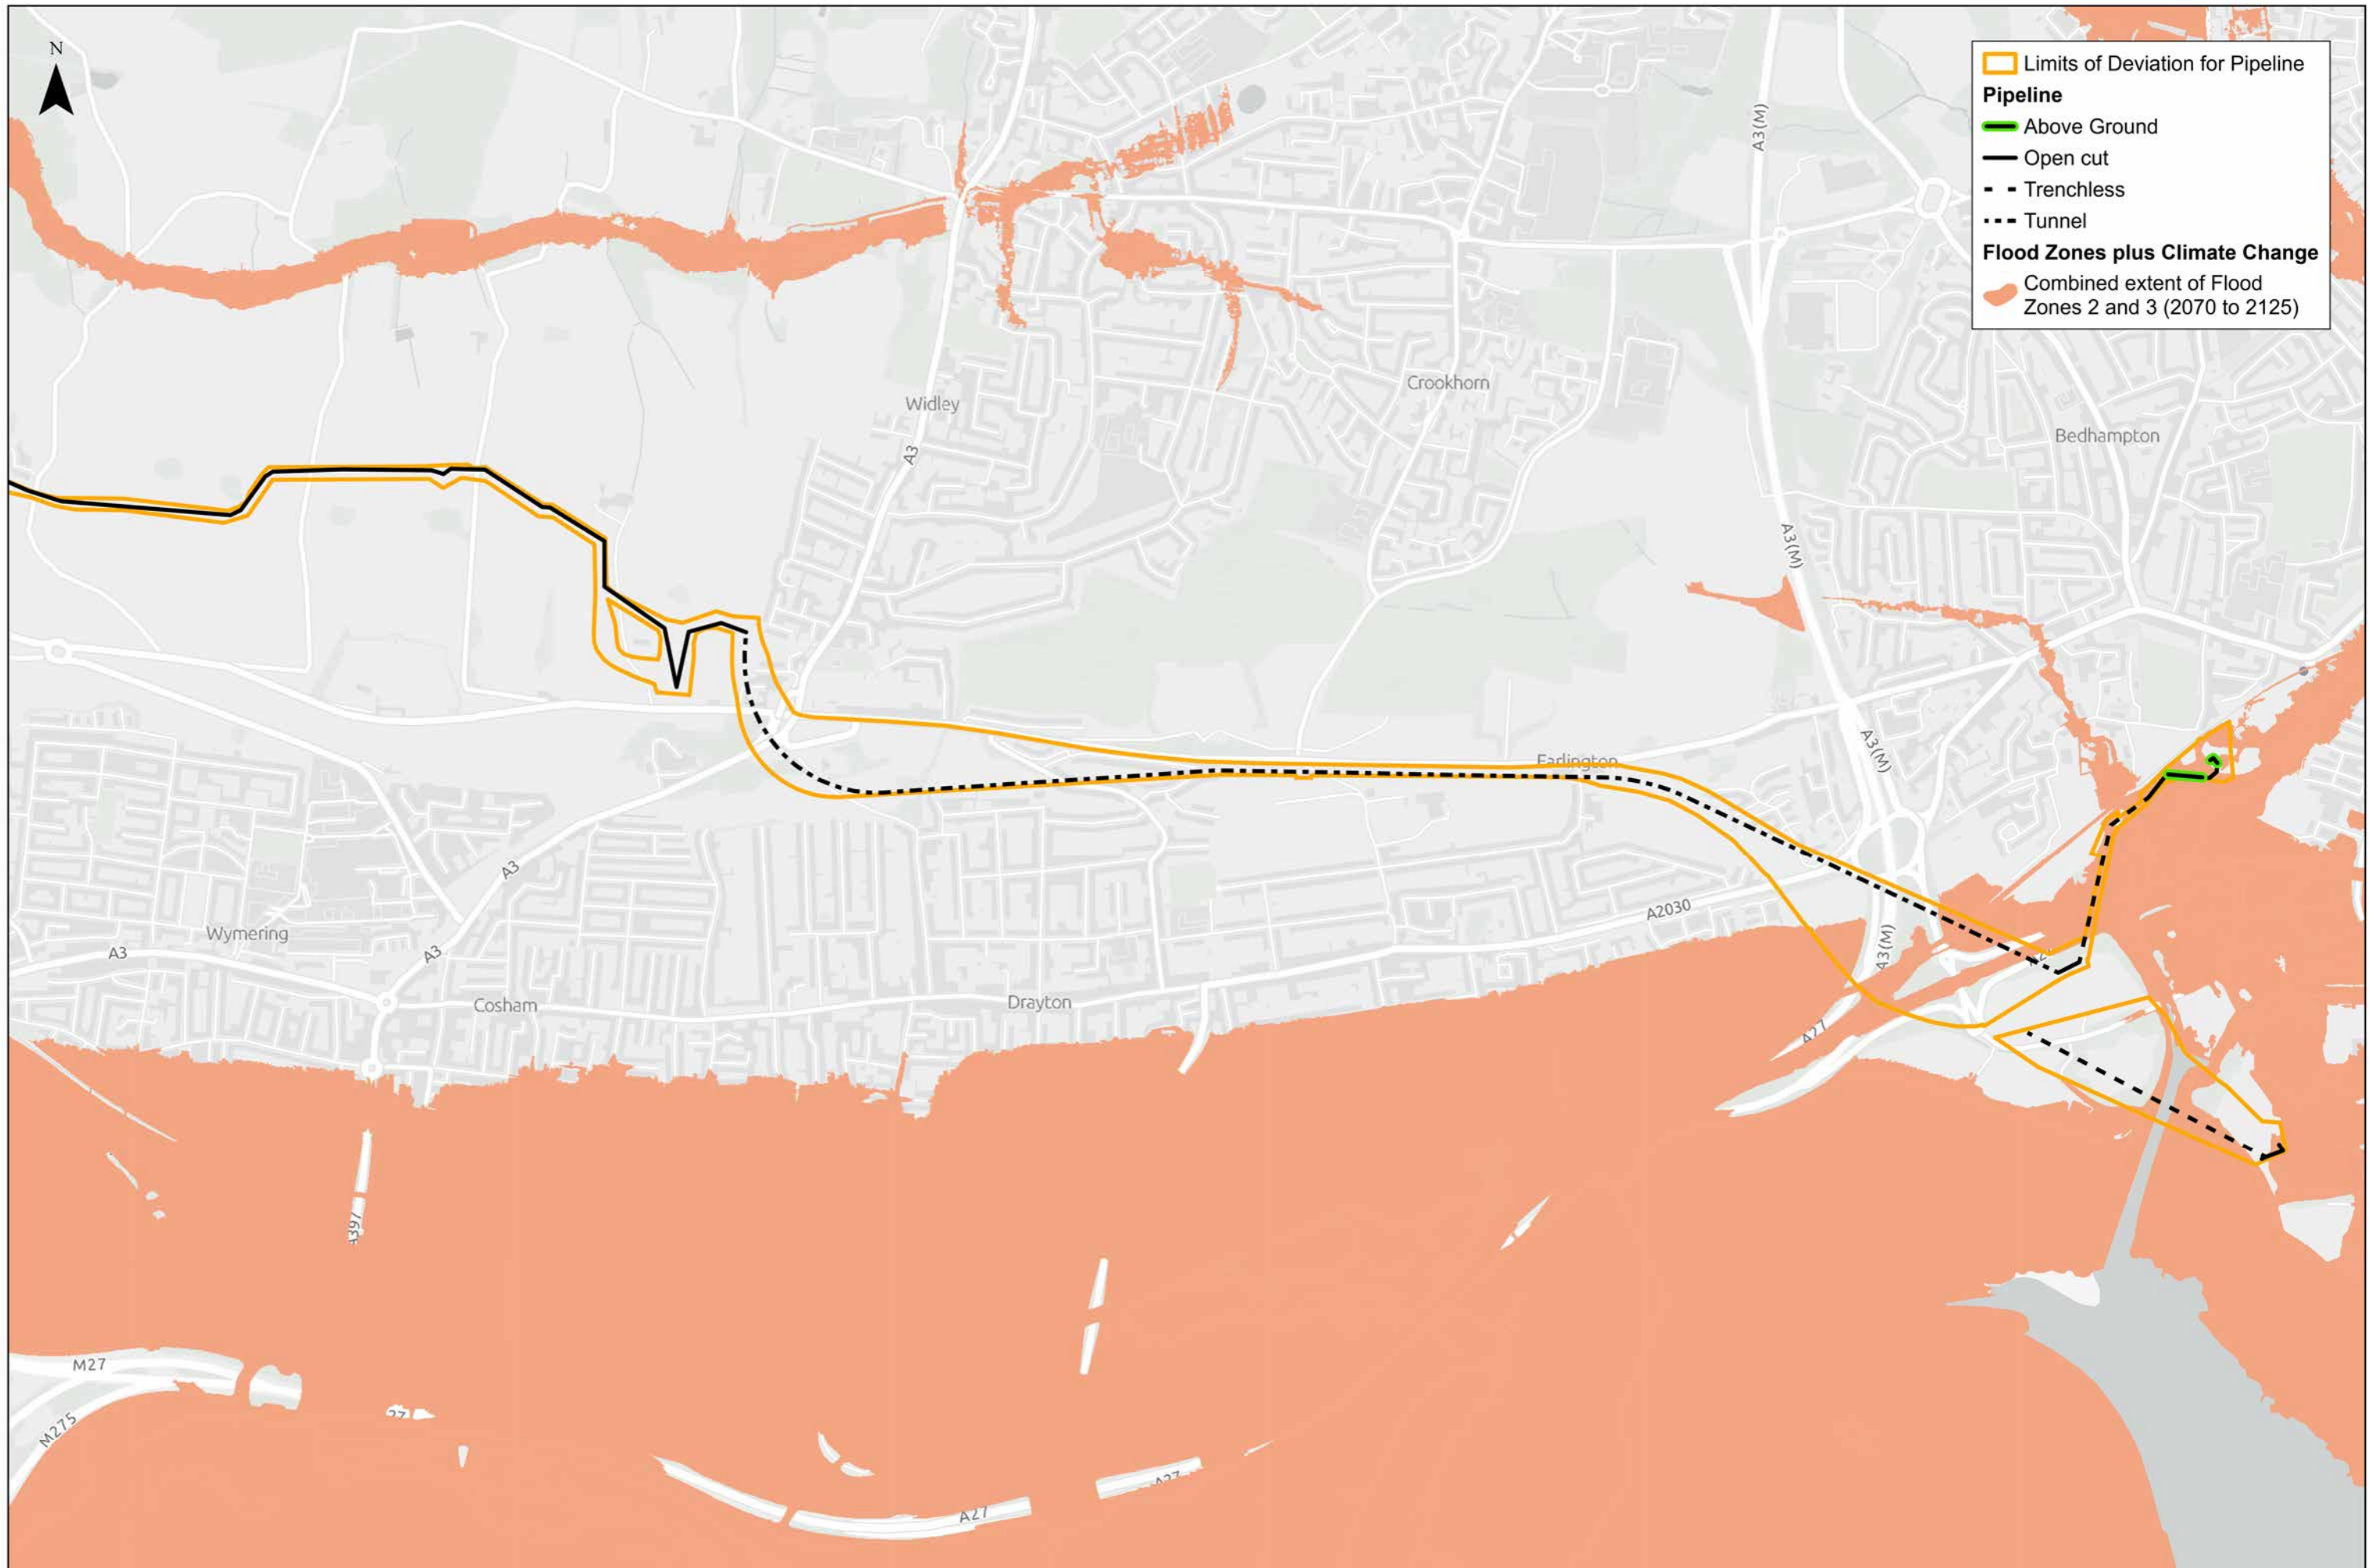 N
Limits of Deviation for Pipeline
Pipeline
Above Ground
Open cut
Trenchless
Tunnel
Flood Zones plus Climate Change
Combined extent of Flood
Zones 2 and 3 (2070 to 2125)
A3(M)
Crookhorn
Widley
Bedhampton
A3
A3(M)
Farlington
A3(M)
A3
A2030
Wymering
A3
A3
A3(M)
Cosham
Drayton
A27
A397
M27
M275
27
A27
A27